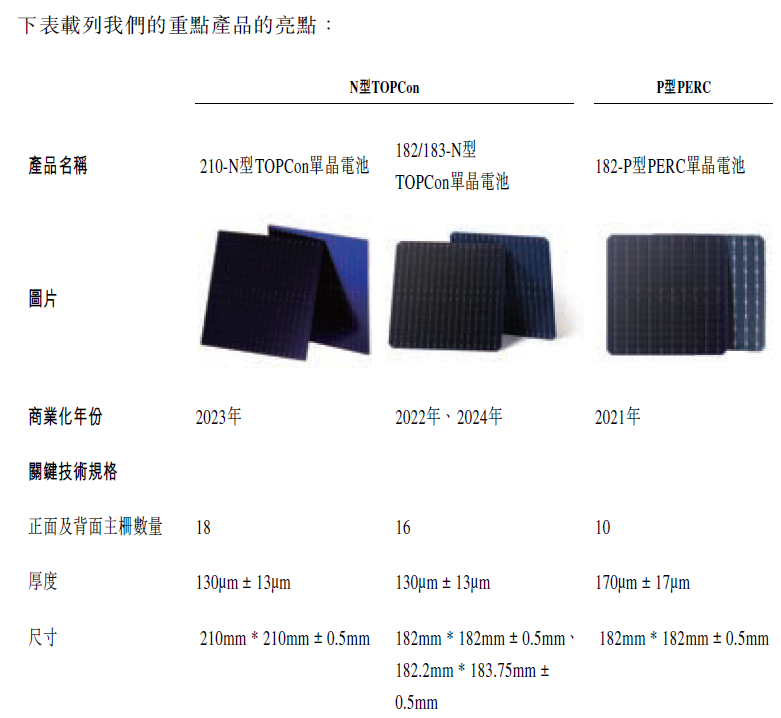 下表載列我們的重點產品的亮點：
N型TOPCon
P型PERC
產品名稱
210-N型TOPCon單晶電池
182/183-N型
TOPCon單晶電池
182-P型PERC單晶電池
圖片
商業化年份
2023年
2022年、2024年
2021年
關鍵技術規格
正面及背面主柵數量
18
16
10
厚度
130μm ± 13μm
130μm ± 13μm
170μm ± 17μm
尺寸
210mm * 210mm ± 0.5mm
182mm * 182mm ± 0.5mm、
182.2mm * 183.75mm ±
0.5mm
182mm * 182mm ± 0.5mm